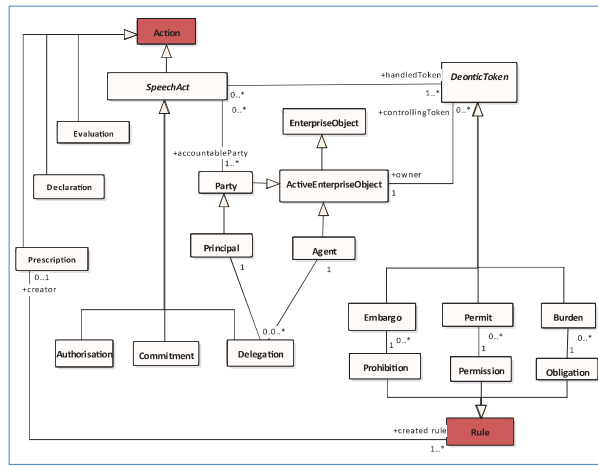 Action
+handledToken
DeonticToken
SpeechAct
0..*
1..*
0..*
+controllingToken
0..*
EnterpriseObject
Evaluation
+accountableParty
1..*
+owner
Declaration
Party
ActiveEnterpriseObject
1
Principal
Agent
Prescription
1
1
0..1
+creator
Embargo
Permit
Burden
0.0..*
1
0..*
0..*
1
0..*
1
Authorisation
Commitment
Delegation
Prohibition
Permission
Obligation
+created rule
Rule
1..*